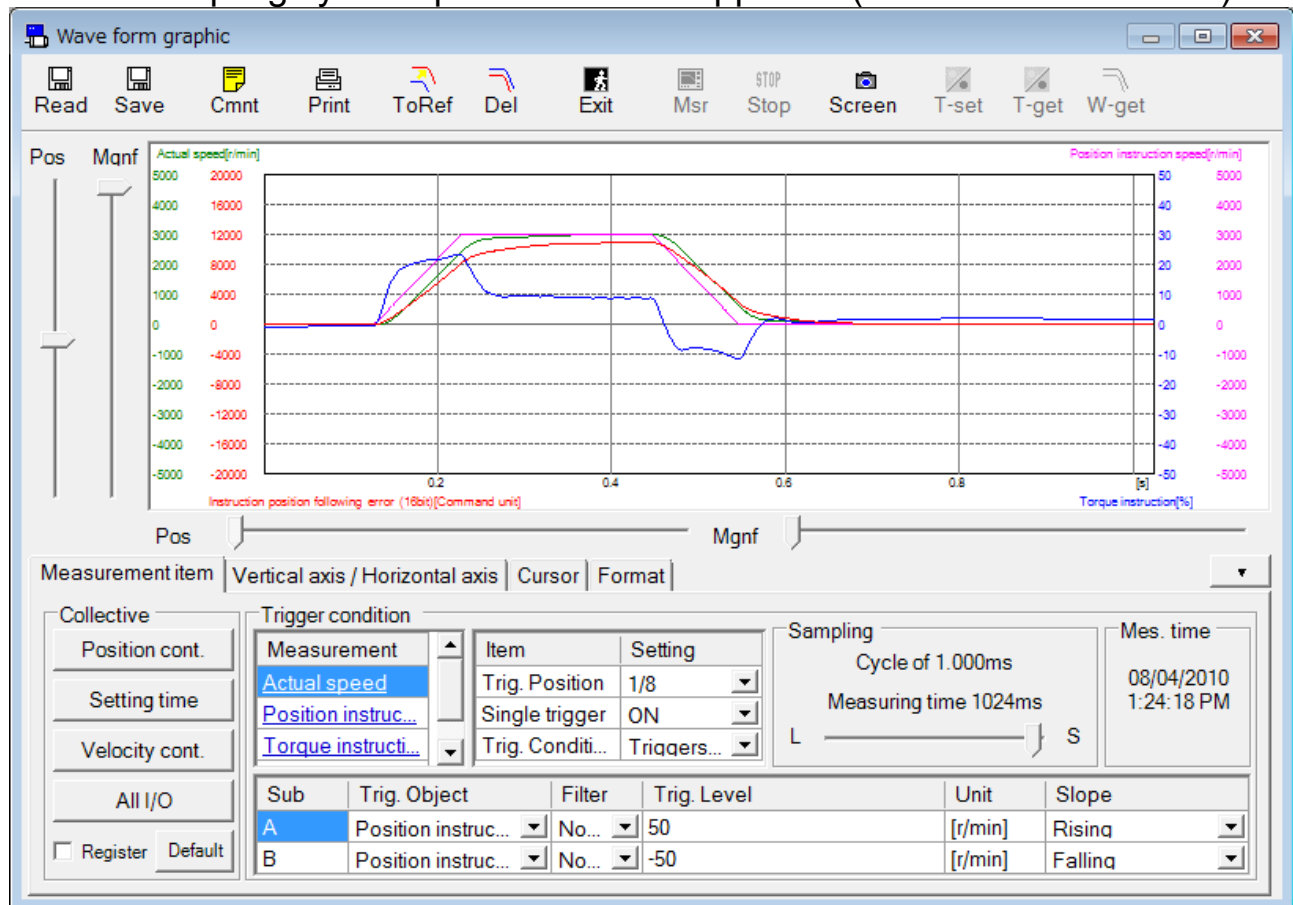 Wave form graphic
Read Save Cmnt Print ToRef Del Exit Msr STOP Stop Screen T-set T-get W-get
Pos Mgnf
Actual speed[r/min] Position instruction speed[r/min]
5000 20000 50 5000
4000 16000 40 4000
3000 12000 30 3000
2000 8000 20 2000
1000 4000 10 1000
0 0 0 0
-1000 -4000 -10 -1000
-2000 -8000 -20 -2000
-3000 -12000 -30 -3000
-4000 -16000 -40 -4000
-5000 -20000 0.2 0.4 0.6 0.8 [s] -50 -5000
Instruction position following error (16bit)[Command unit] Torque instruction[%]
Pos Mgnf
Measurement item Vertical axis / Horizontal axis Cursor Format
Collective
Position cont.
Setting time
Velocity cont.
All I/O
Register Default
Trigger condition
Measurement
Actual speed
Position instruc...
Torque instructi...
Item Setting
Trig. Position 1/8
Single trigger ON
Trig. Conditi... Triggers...
Sampling
Cycle of 1.000ms
Measuring time 1024ms
L S
Mes. time
08/04/2010
1:24:18 PM
Sub Trig. Object Filter Trig. Level Unit Slope
A Position instruc... No... 50 [r/min] Rising
B Position instruc... No... -50 [r/min] Falling